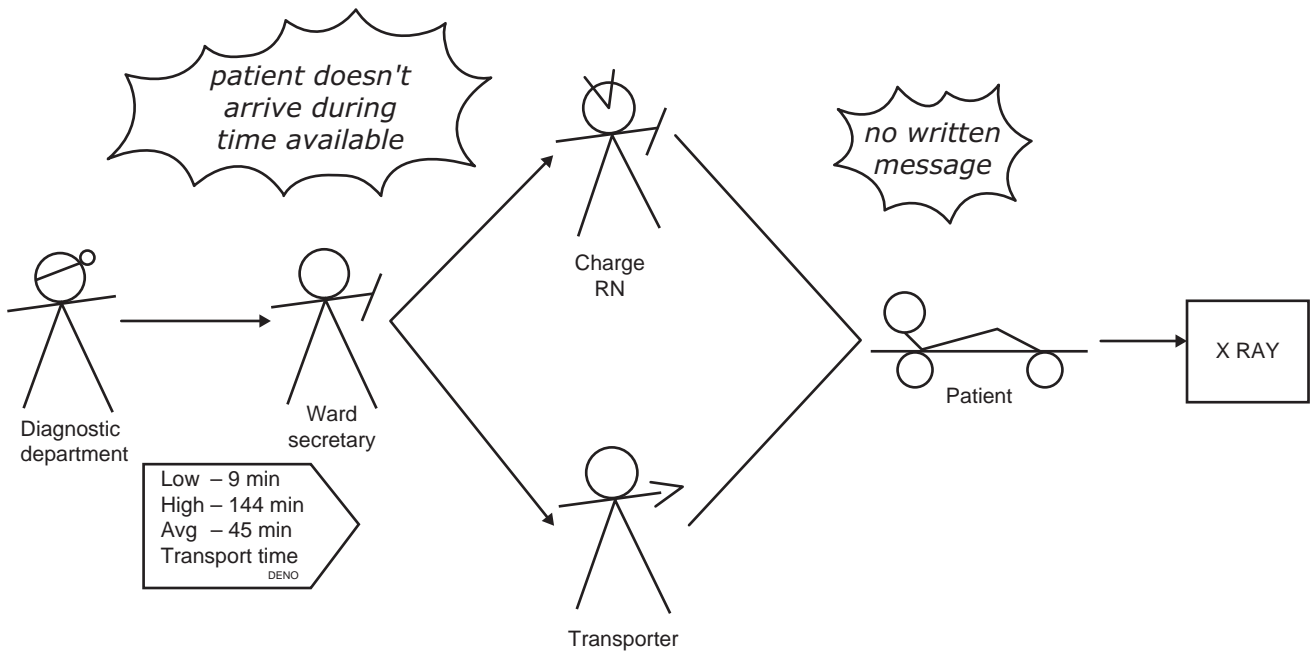 patient doesn't
arrive during
time available
no written
message
Charge
RN
Diagnostic
department
Ward
secretary
Patient
X RAY
Low – 9 min
High – 144 min
Avg – 45 min
Transport time
DENO
Transporter